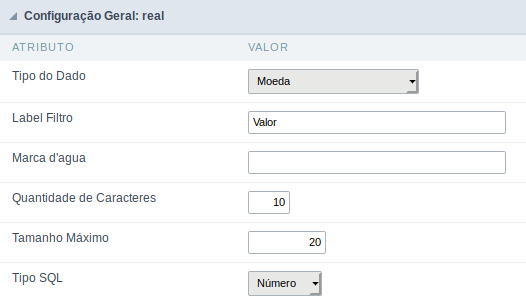 Configuração Geral: real
ATRIBUTO VALOR
Tipo do Dado Moeda
Label Filtro Valor
Marca d'agua
Quantidade de Caracteres 10
Tamanho Máximo 20
Tipo SQL Número